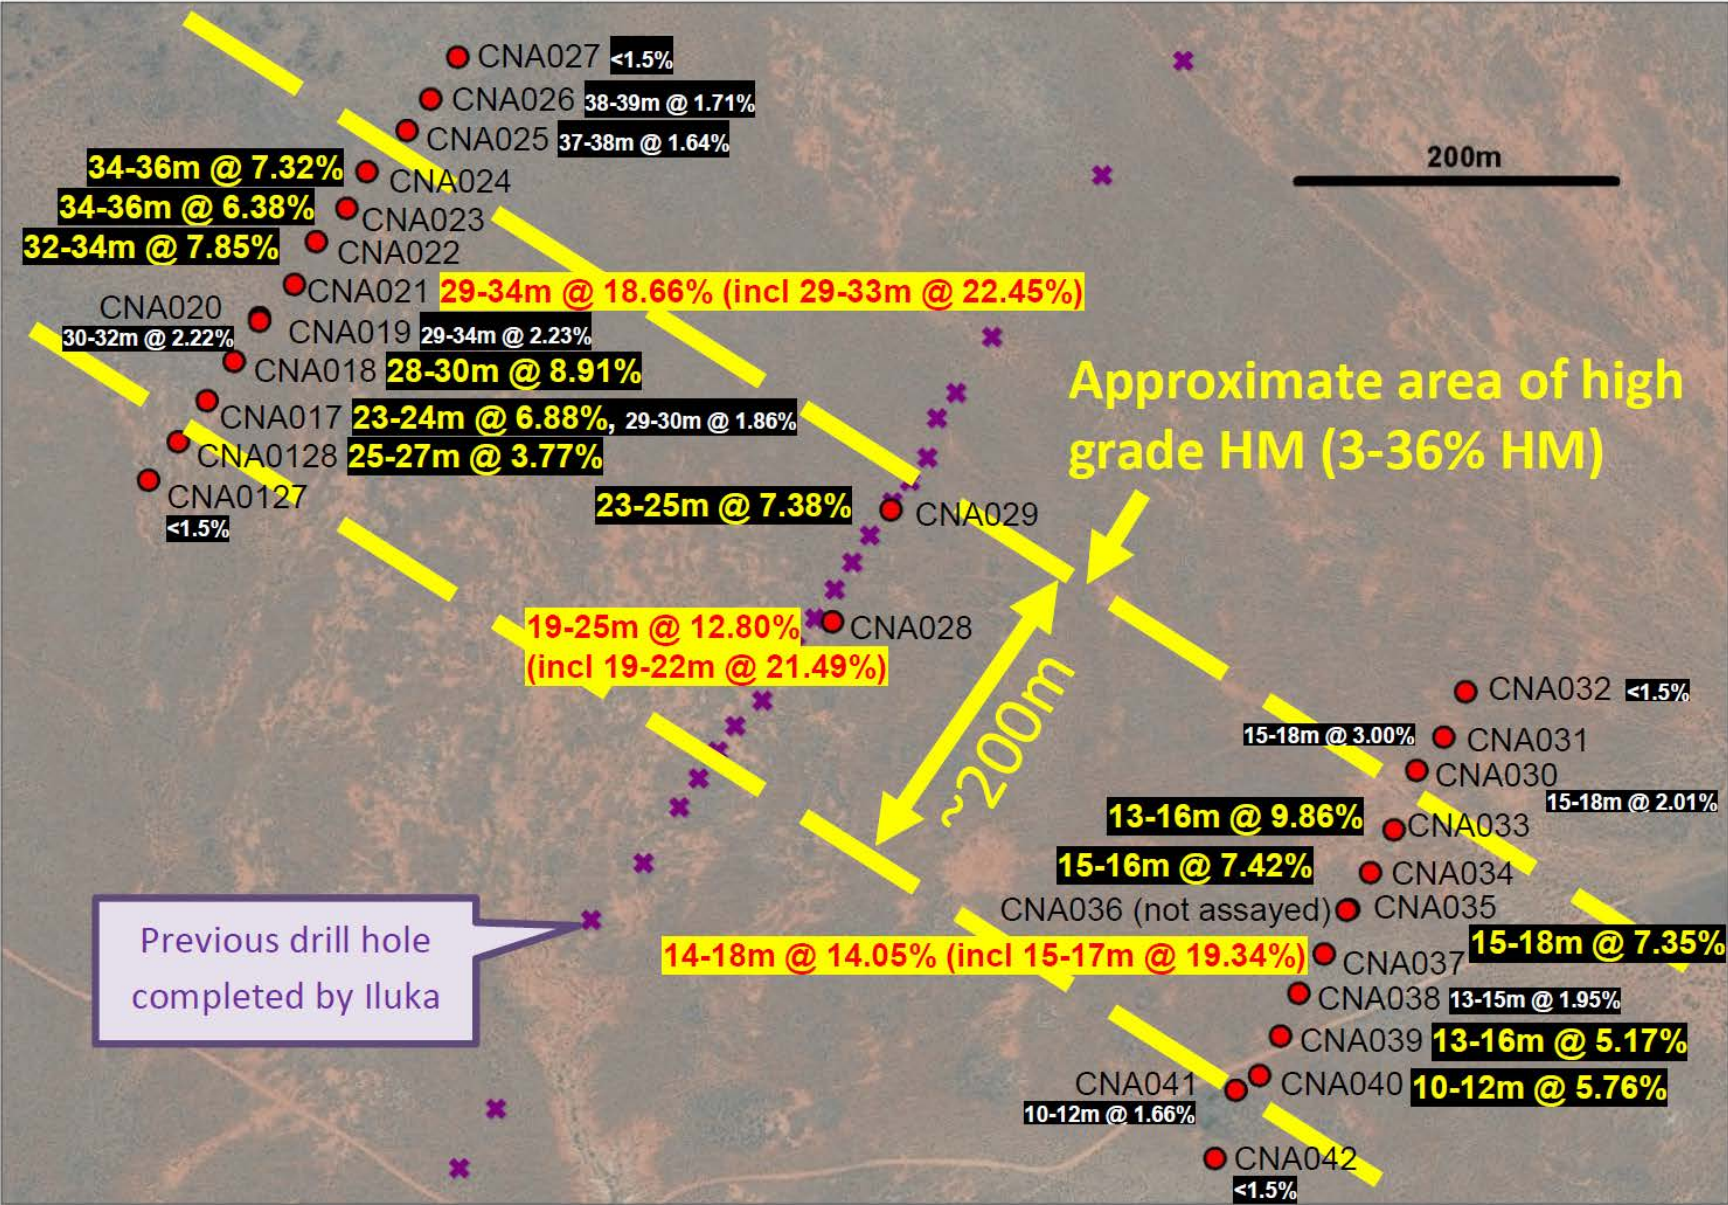 CNA027 <1.5%
CNA026 38-39m @ 1.71%
CNA025 37-38m @ 1.64%
200m
34-36m @ 7.32% CNA024
34-36m @ 6.38% CNA023
32-34m @ 7.85% CNA022
CNA021 29-34m @ 18.66% (incl 29-33m @ 22.45%)
CNA020
30-32m @ 2.22%
CNA019 29-34m @ 2.23%
CNA018 28-30m @ 8.91%
CNA017 23-24m @ 6.88%, 29-30m @ 1.86%
CNA0128 25-27m @ 3.77%
CNA0127
<1.5%
Approximate area of high
grade HM (3-36% HM)
23-25m @ 7.38% CNA029
19-25m @ 12.80%
(incl 19-22m @ 21.49%)
CNA028
~200m
CNA032 <1.5%
15-18m @ 3.00% CNA031
CNA030
15-18m @ 2.01%
13-16m @ 9.86% CNA033
15-16m @ 7.42% CNA034
CNA036 (not assayed) CNA035
15-18m @ 7.35%
14-18m @ 14.05% (incl 15-17m @ 19.34%) CNA037
CNA038 13-15m @ 1.95%
CNA039 13-16m @ 5.17%
CNA040 10-12m @ 5.76%
CNA041
10-12m @ 1.66%
CNA042
<1.5%
Previous drill hole
completed by Iluka